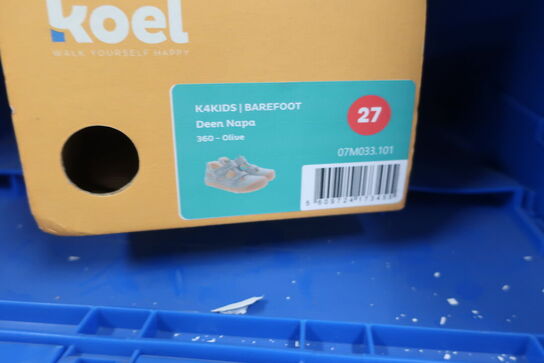 koel
WALK YOURSELF HAPPY
K4KIDS | BAREFOOT
Deen Napa
360 - Olive
27
07M033.101